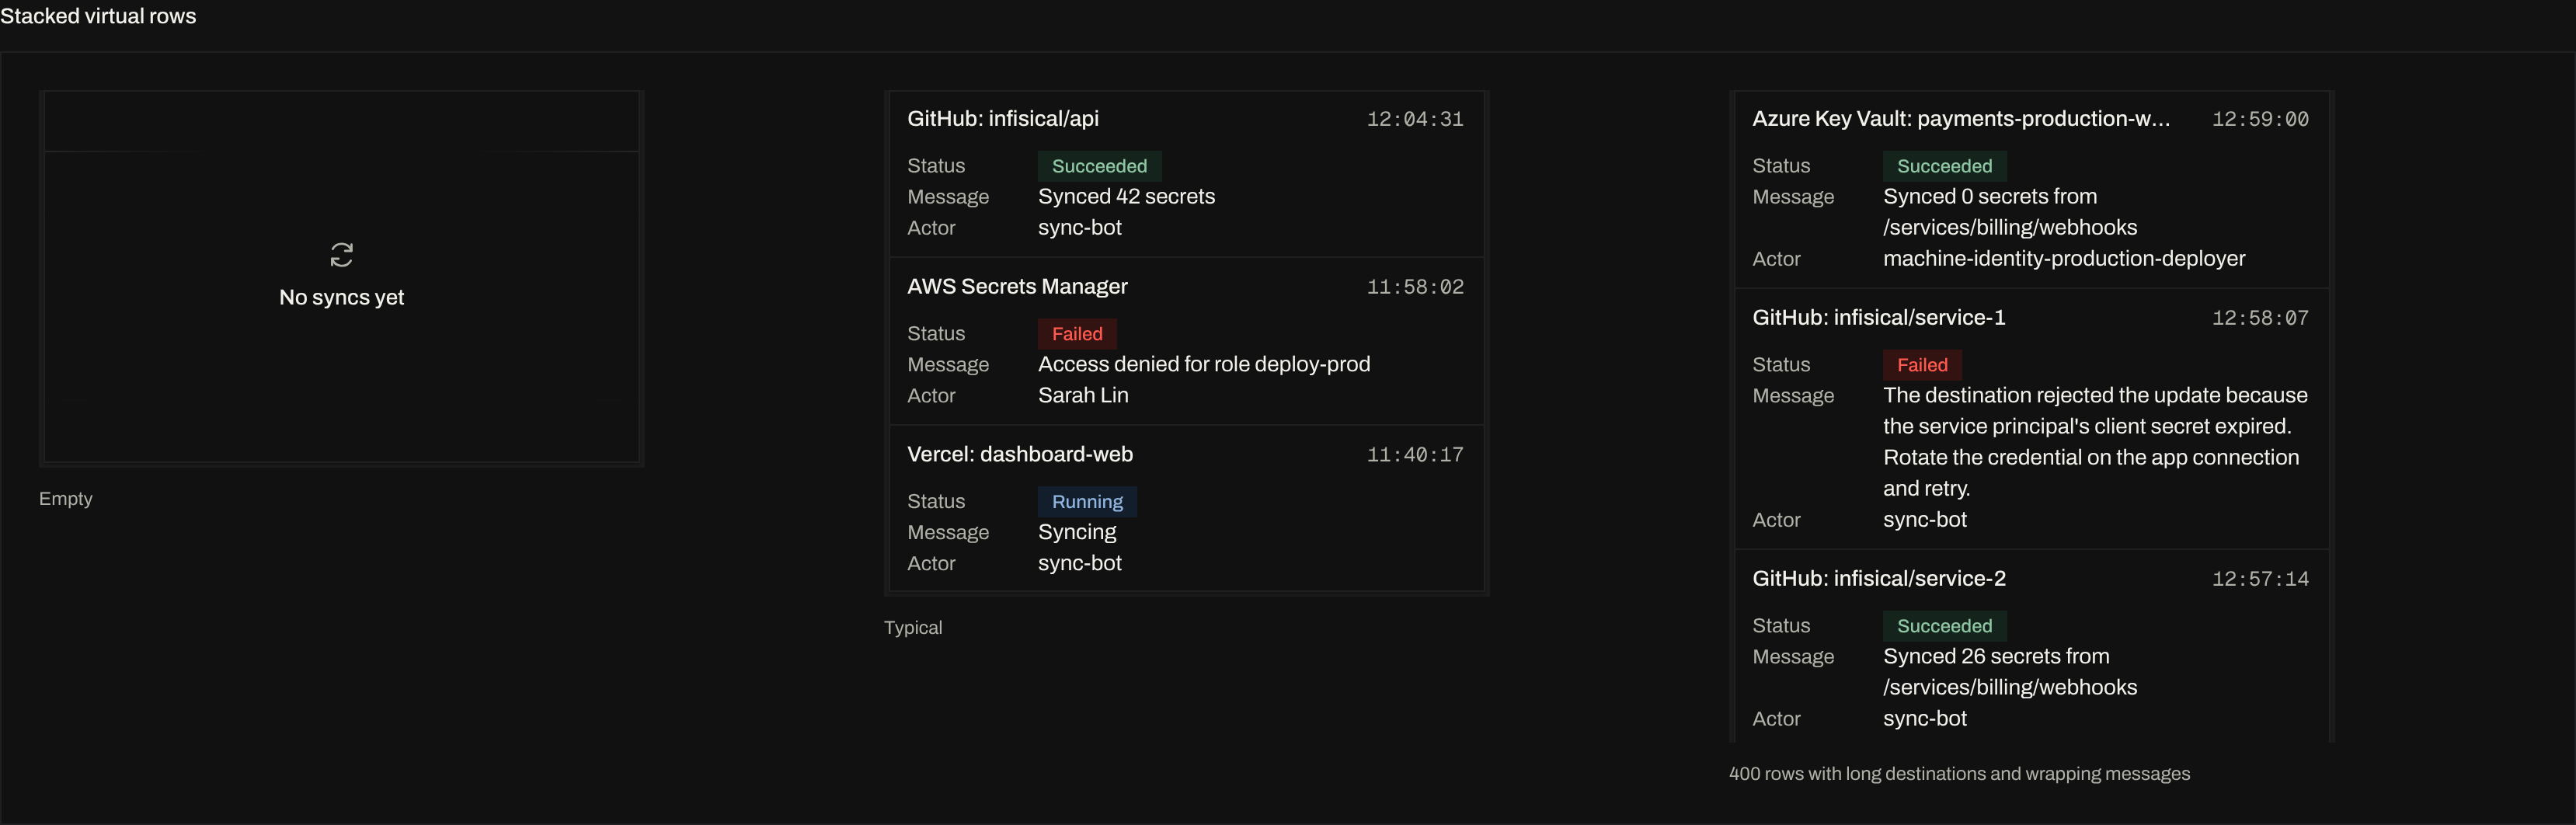 Stacked virtual rows
No syncs yet
Empty
GitHub: infisical/api 12:04:31
Status Succeeded
Message Synced 42 secrets
Actor sync-bot
AWS Secrets Manager 11:58:02
Status Failed
Message Access denied for role deploy-prod
Actor Sarah Lin
Vercel: dashboard-web 11:40:17
Status Running
Message Syncing
Actor sync-bot
Typical
Azure Key Vault: payments-production-w... 12:59:00
Status Succeeded
Message Synced 0 secrets from
/services/billing/webhooks
Actor machine-identity-production-deployer
GitHub: infisical/service-1 12:58:07
Status Failed
Message The destination rejected the update because
the service principal's client secret expired.
Rotate the credential on the app connection
and retry.
Actor sync-bot
GitHub: infisical/service-2 12:57:14
Status Succeeded
Message Synced 26 secrets from
/services/billing/webhooks
Actor sync-bot
400 rows with long destinations and wrapping messages